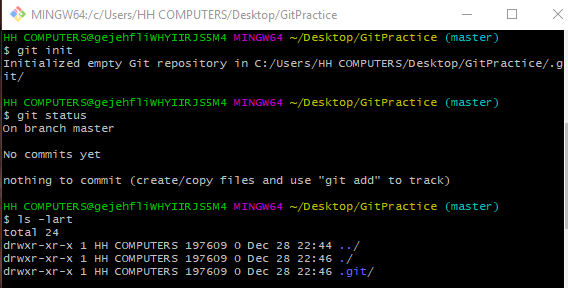 MINGW64:/c/Users/HH COMPUTERS/Desktop/GitPractice
HH COMPUTERS@gejehfliWHYIIRJS5M4 MINGW64 ~/Desktop/GitPractice (master)
$ git init
Initialized empty Git repository in C:/Users/HH COMPUTERS/Desktop/GitPractice/.g
it/
HH COMPUTERS@gejehfliWHYIIRJS5M4 MINGW64 ~/Desktop/GitPractice (master)
$ git status
On branch master
No commits yet
nothing to commit (create/copy files and use "git add" to track)
HH COMPUTERS@gejehfliWHYIIRJS5M4 MINGW64 ~/Desktop/GitPractice (master)
$ ls -lart
total 24
drwxr-xr-x 1 HH COMPUTERS 197609 0 Dec 28 22:44 ../
drwxr-xr-x 1 HH COMPUTERS 197609 0 Dec 28 22:46 ./
drwxr-xr-x 1 HH COMPUTERS 197609 0 Dec 28 22:46 .git/